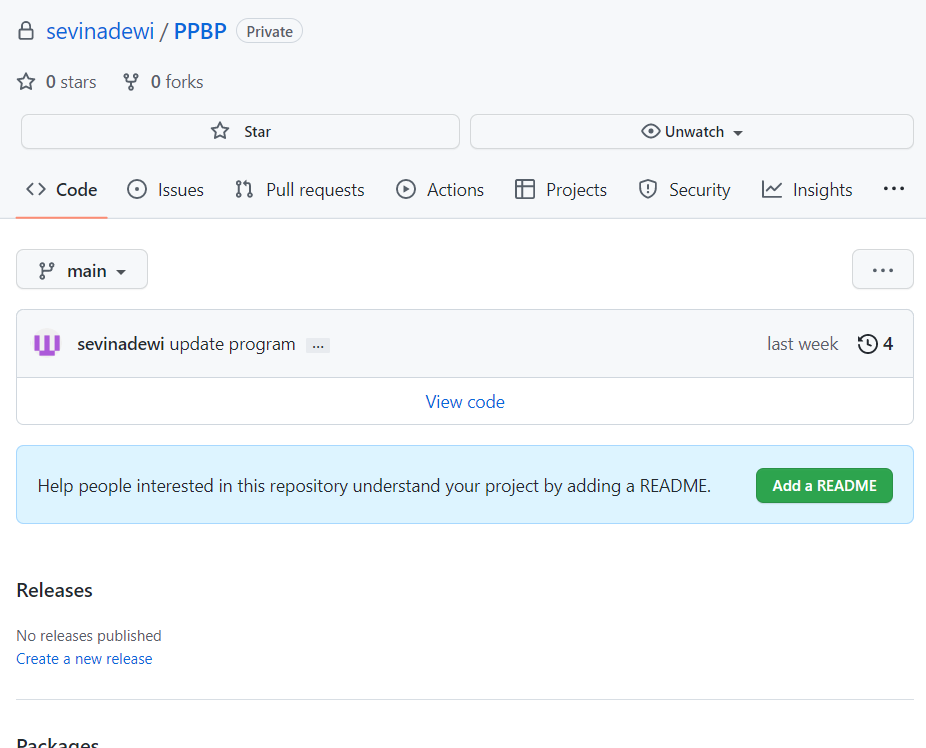 sevinadewi / PPBP Private
0 stars 0 forks
Star Unwatch
Code Issues Pull requests Actions Projects Security Insights ...
main ...
sevinadewi update program ... last week 4
View code
Help people interested in this repository understand your project by adding a README. Add a README
Releases
No releases published
Create a new release
Packages